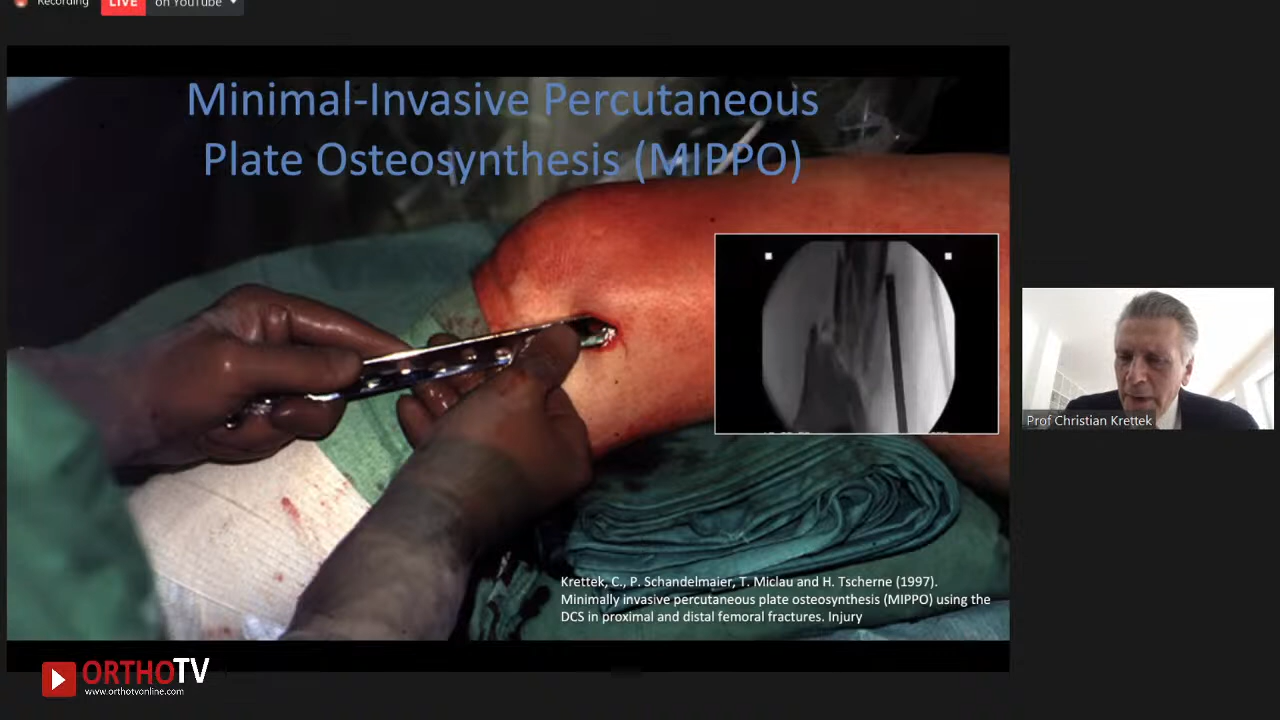 Recording
LIVE
on YouTube
Minimal-Invasive Percutaneous
Plate Osteosynthesis (MIPPO)
Prof Christian Krettek
Krettek, C., P. Schandelmaier, T. Miclau and H. Tscherne (1997).
Minimally invasive percutaneous plate osteosynthesis (MIPPO) using the
DCS in proximal and distal femoral fractures. Injury
ORTHOTV
www.orthotvonline.com